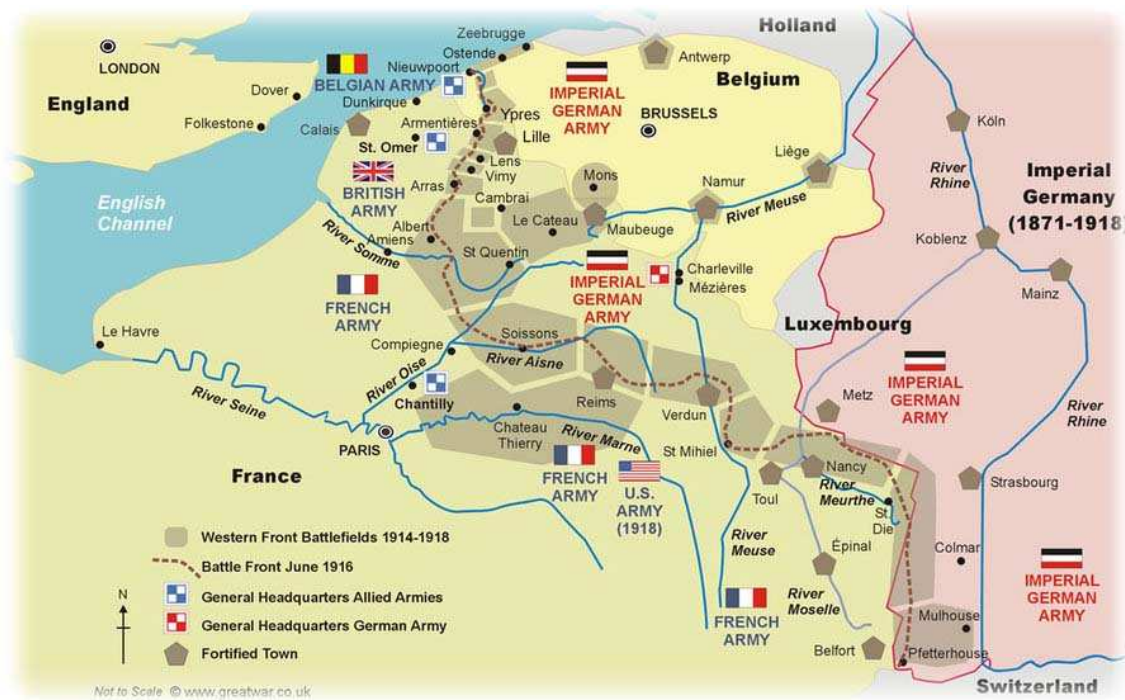 Holland
Zeebrugge
Ostende
LONDON
Nieuwpoort
Antwerp
Belgium
BELGIAN ARMY
IMPERIAL
GERMAN
ARMY
England
Dover
Dunkirque
Ypres
BRUSSELS
Folkestone
Calais
Armentières
Lille
Köln
St. Omer
Liège
River
Rhine
Imperial
Germany
(1871-1918)
BRITISH
ARMY
Lens
Vimy
Mons
Namur
Arras
River Meuse
English
Channel
Cambrai
Le Cateau
Maubeuge
Albert
Amiens
River Somme
Koblenz
St Quentin
Charleville
Mézières
Mainz
FRENCH
ARMY
IMPERIAL
GERMAN
ARMY
Luxembourg
Le Havre
Soissons
Compiegne
River Aisne
River Oise
IMPERIAL
GERMAN
ARMY
River Seine
Chantilly
Reims
Verdun
Metz
River
Rhine
PARIS
Chateau
Thierry
River Marne
St Mihiel
Nancy
France
FRENCH
ARMY
U.S.
ARMY
(1918)
Toul
River
Meurthe
Strasbourg
St.
Die
Western Front Battlefields 1914-1918
River
Meuse
Épinal
Colmar
Battle Front June 1916
IMPERIAL
GERMAN
ARMY
General Headquarters Allied Armies
River
Moselle
N
General Headquarters German Army
FRENCH
ARMY
Mulhouse
Fortified Town
Belfort
Pfetterhouse
Switzerland
Not to Scale © www.greatwar.co.uk